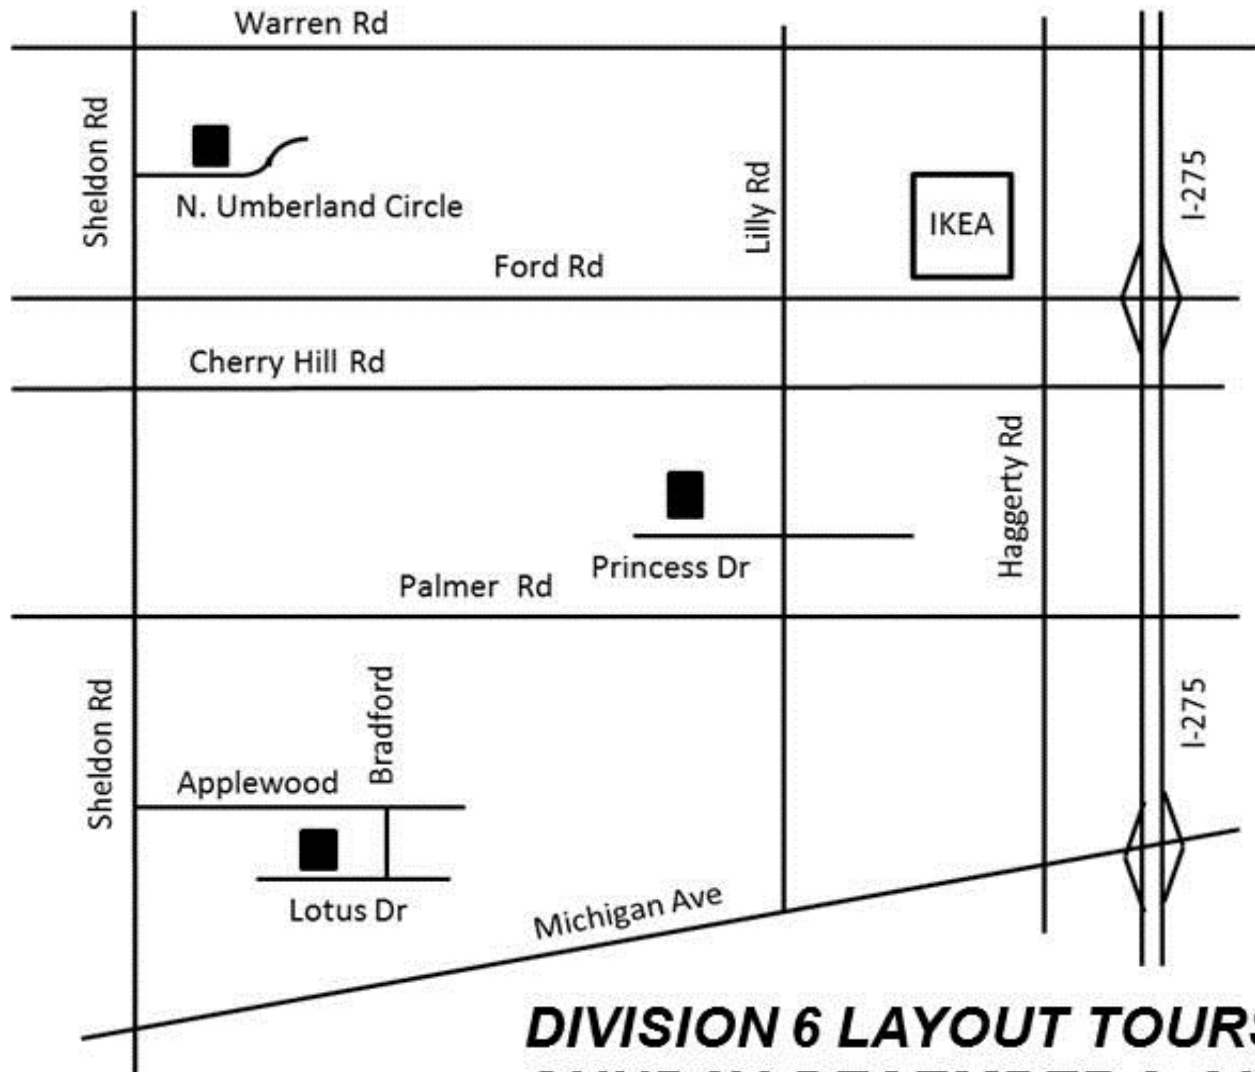 Warren Rd
Sheldon Rd
N. Umberland Circle
Lilly Rd
IKEA
I-275
Ford Rd
Cherry Hill Rd
Haggerty Rd
Princess Dr
Palmer Rd
Sheldon Rd
Bradford
I-275
Applewood
Lotus Dr
Michigan Ave
DIVISION 6 LAYOUT TOURS